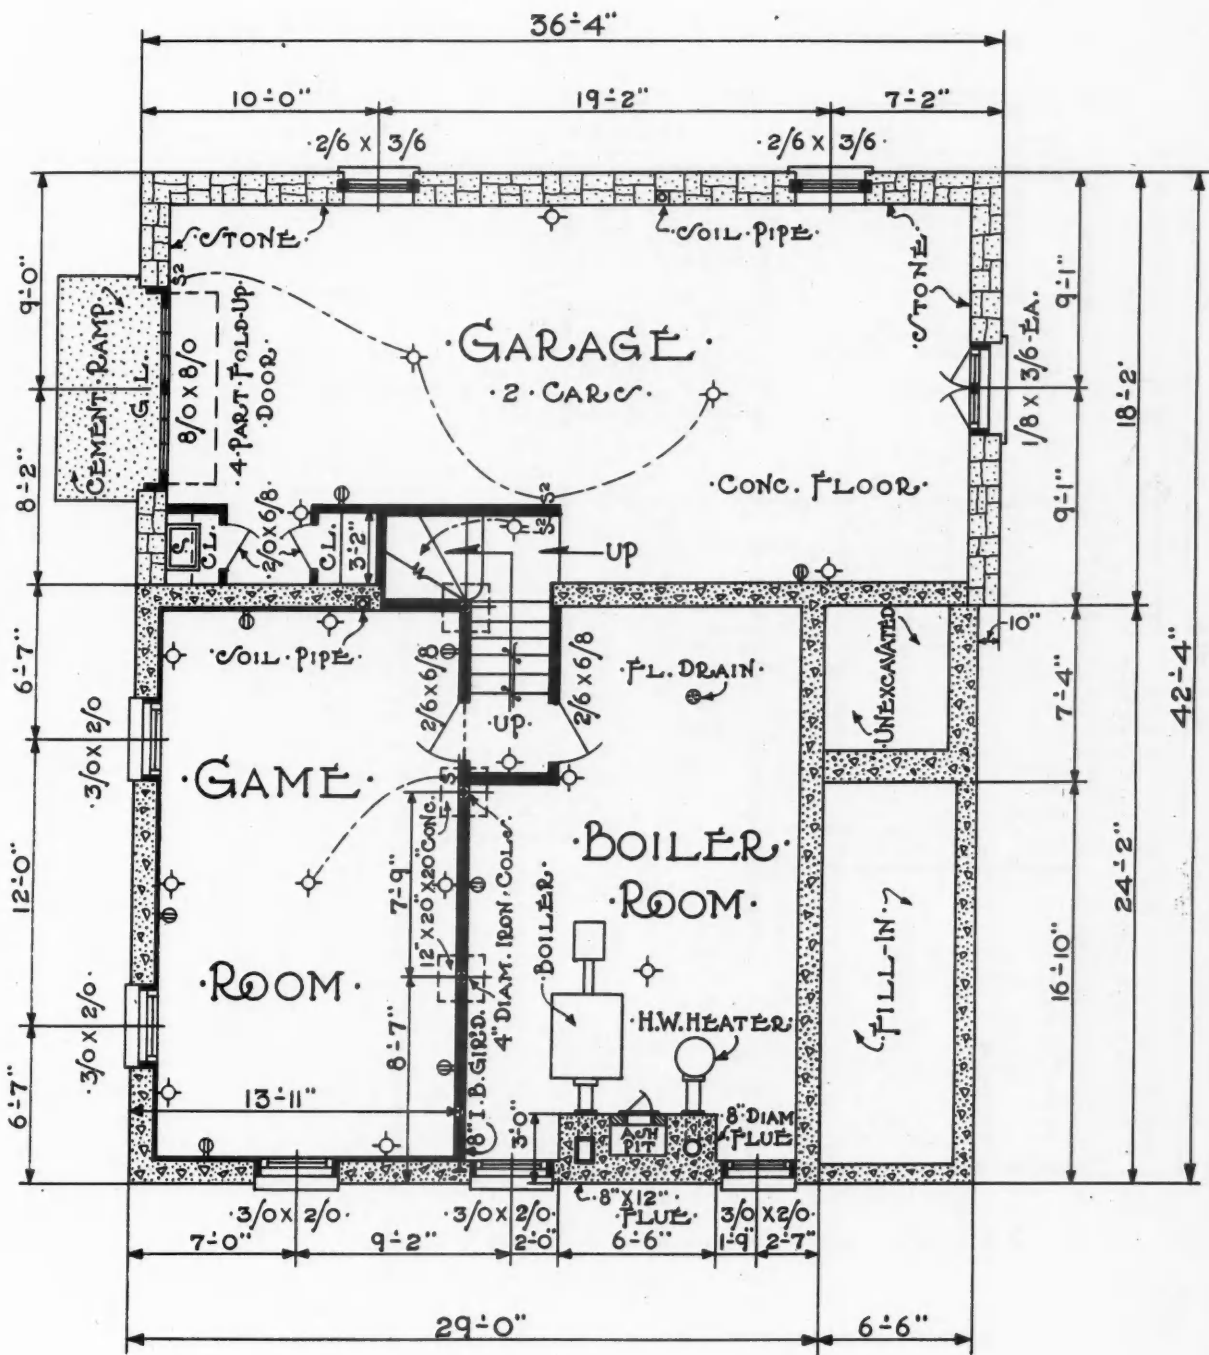 36'-4"
10'-0" 19'-2" 7'-2"
2/6 X 3/6 2/6 X 3/6
STONE
SOIL PIPE
STONE
9'-0"
S2
9'-1"
CEMENT RAMP
G L
8/0 X 8/0
4-PART FOLD-UP
DOOR
GARAGE
2 CARS
1/8 X 3/6-EA.
18'-2"
42'-4"
8'-2"
CONC. FLOOR
9'-1"
S
CL.
2/0 X 6/8
CL.
3'-2"
S2
S2
UP
6'-7"
SOIL PIPE
2/6 X 6/8
UP
2/6 X 6/8
FL. DRAIN
UNEXCAVATED
10"
7'-4"
3/0 X 2/0
GAME
ROOM
S
12'-0"
7'-9"
12" X 20" X 20" CONC.
4" DIAM. IRON COLS.
BOILER
ROOM
BOILER
24'-2"
FILL-IN
16'-10"
3/0 X 2/0
H.W. HEATER
8'-7"
8" I.B. GIR'D.
6'-7"
13'-11"
3'-0"
ASH
PIT
8" DIAM
FLUE
8" X 12"
FLUE
3/0 X 2/0 3/0 X 2/0 3/0 X 2/0
7'-0" 9'-2" 2'-0" 6'-6" 1'-9" 2'-7"
29'-0" 6'-6"